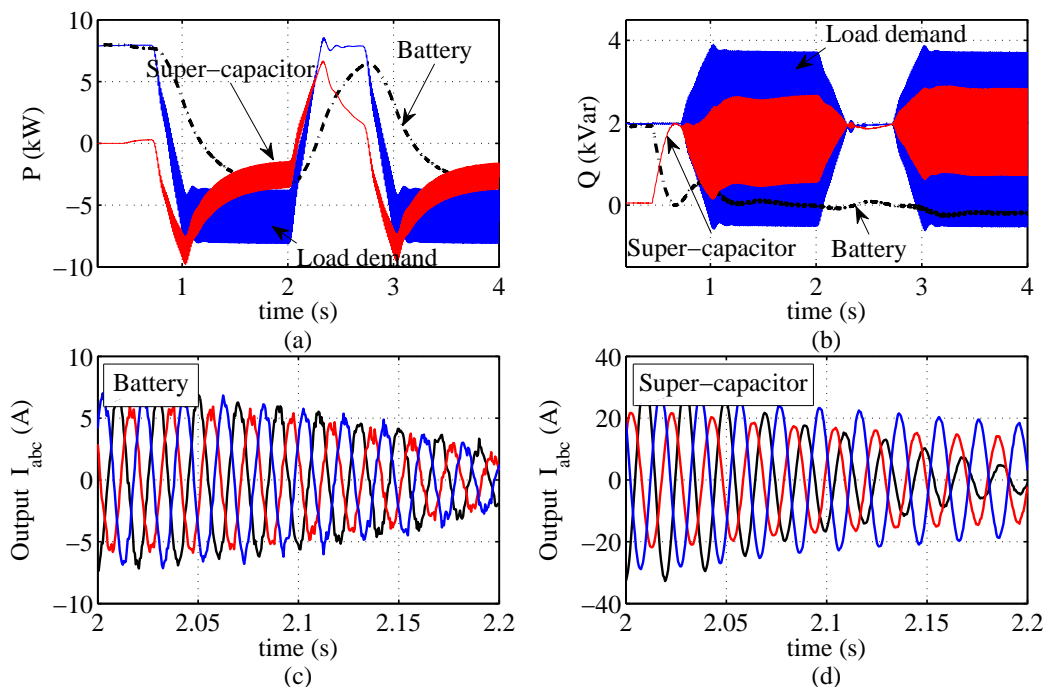 10
5
0
−5
−10
P (kW)
Battery
Super−capacitor
Load demand
1
2
3
4
time (s)
(a)
4
2
0
Q (kVar)
Load demand
Super−capacitor
Battery
1
2
3
4
time (s)
(b)
10
5
0
−5
−10
Output I_abc (A)
Battery
2
2.05
2.1
2.15
2.2
time (s)
(c)
40
20
0
−20
−40
Output I_abc (A)
Super−capacitor
2
2.05
2.1
2.15
2.2
time (s)
(d)